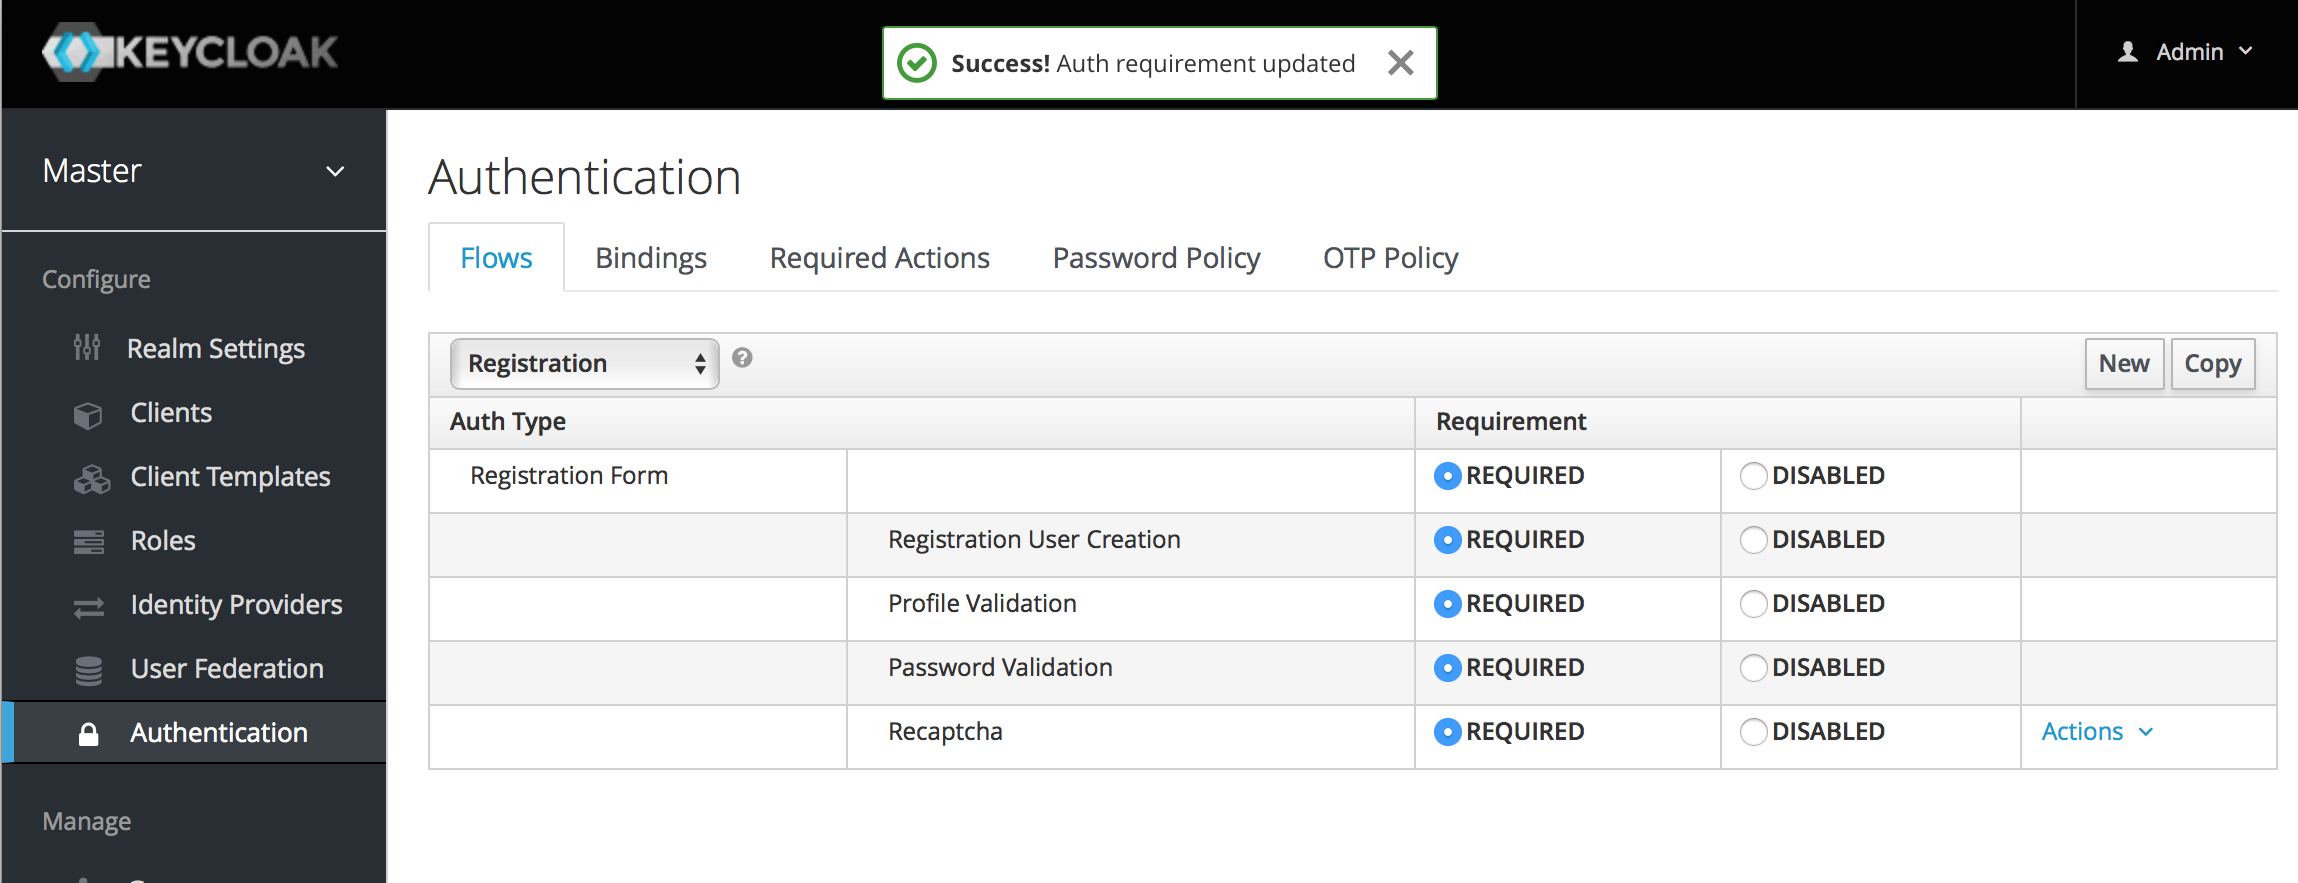 KEYCLOAK
Success! Auth requirement updated
Admin
Master
Authentication
Flows Bindings Required Actions Password Policy OTP Policy
Configure
Realm Settings
Clients
Client Templates
Roles
Identity Providers
User Federation
Authentication
Manage
Registration ? New Copy
Auth Type Requirement
Registration Form REQUIRED DISABLED
Registration User Creation REQUIRED DISABLED
Profile Validation REQUIRED DISABLED
Password Validation REQUIRED DISABLED
Recaptcha REQUIRED DISABLED Actions